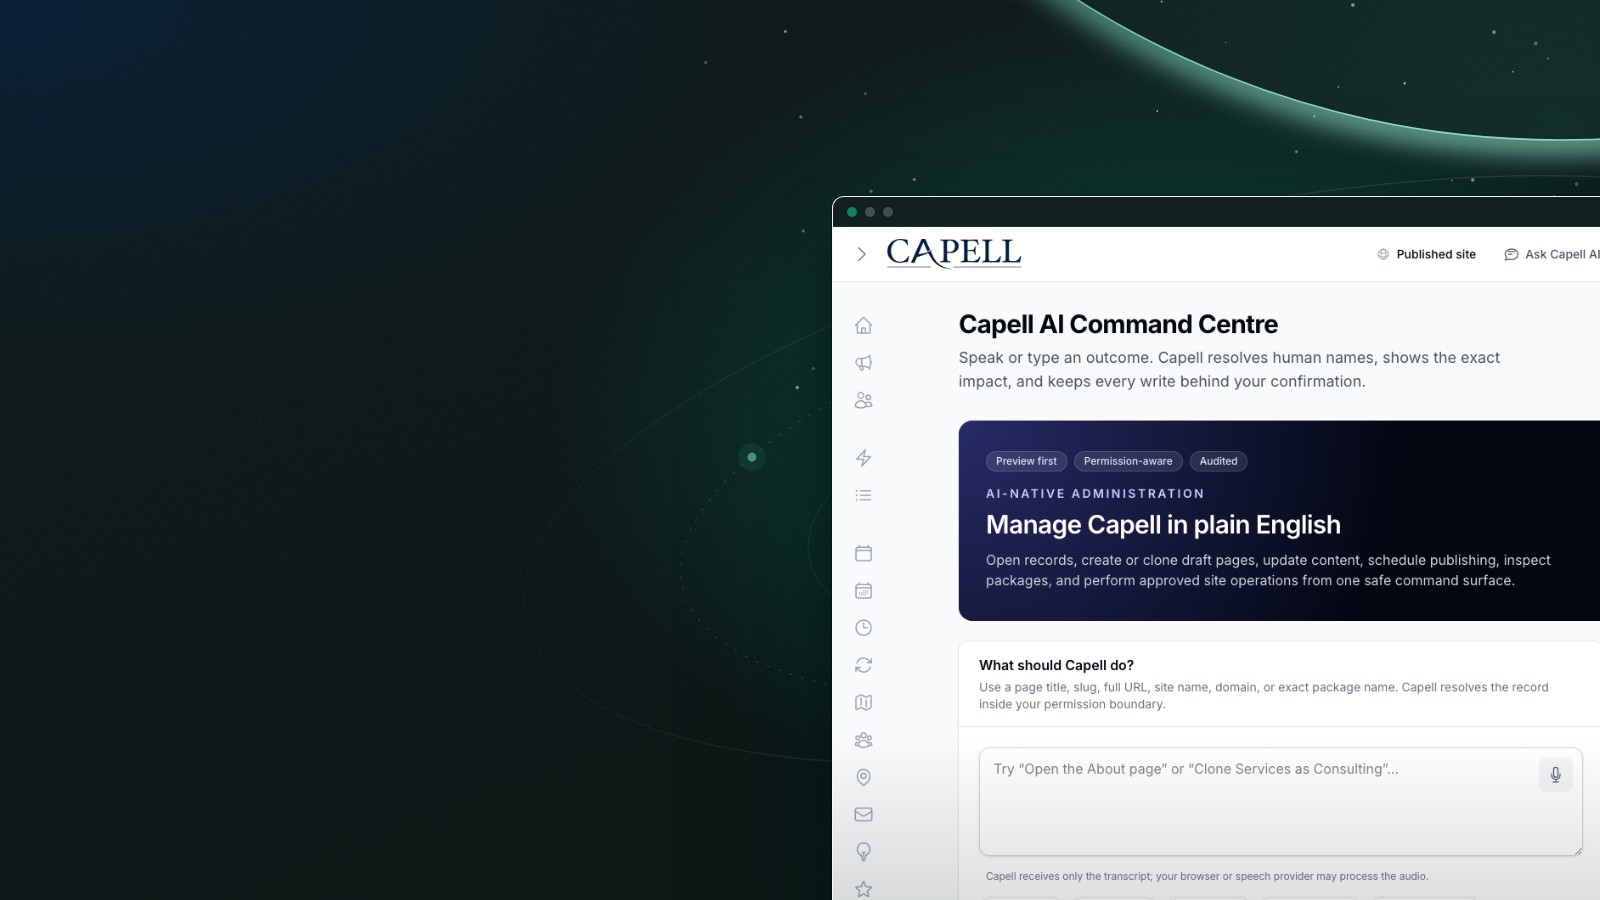 CAPELL
Published site
Ask Capell AI
Capell AI Command Centre
Speak or type an outcome. Capell resolves human names, shows the exact
impact, and keeps every write behind your confirmation.
Preview first
Permission-aware
Audited
AI-NATIVE ADMINISTRATION
Manage Capell in plain English
Open records, create or clone draft pages, update content, schedule publishing, inspect
packages, and perform approved site operations from one safe command surface.
What should Capell do?
Use a page title, slug, full URL, site name, domain, or exact package name. Capell resolves the record
inside your permission boundary.
Try “Open the About page” or “Clone Services as Consulting”...
Capell receives only the transcript; your browser or speech provider may process the audio.